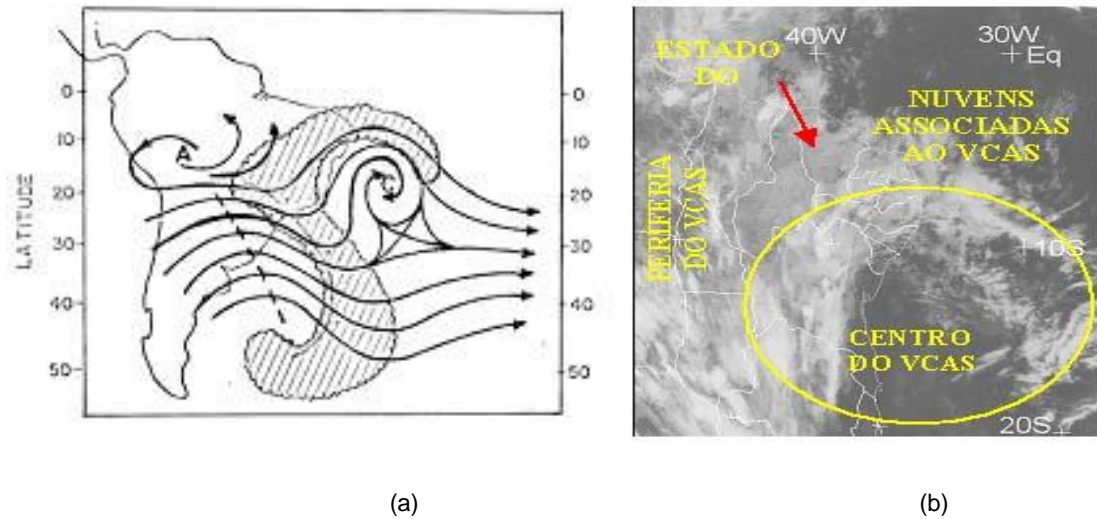 LATITUDE
0
10
20
30
40
50
0
10
20
30
40
50
A
C
(a)
40W
30W
Eq
ESTADO
DO
NUVENS
ASSOCIADAS
AO VCAS
PERIFERIA
DO VCAS
10S
CENTRO
DO VCAS
20S
(b)